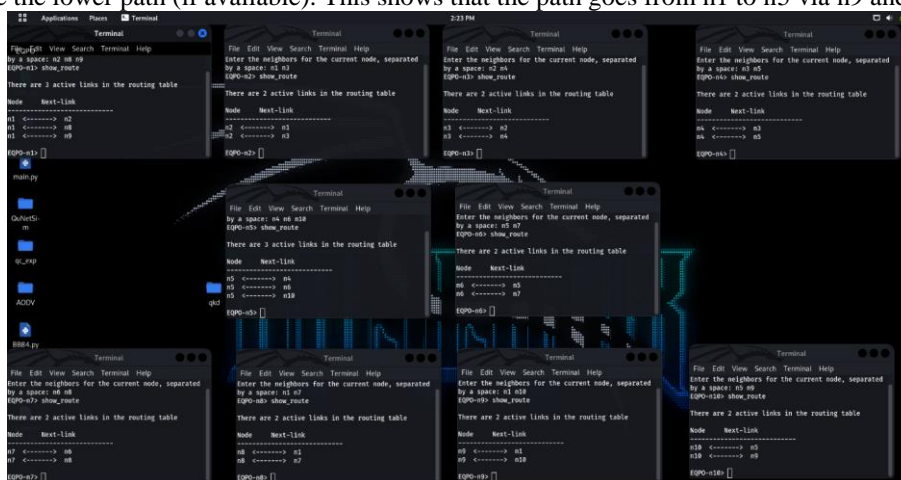 the lower path (if available). This shows that the path goes from n1 to n5 via n9 and
Applications Places Terminal
2:23 PM
Terminal
File Edit View Search Terminal Help
by a space: n2 n8 n9
EQPO-n1> show_route
There are 3 active links in the routing table
Node Next-link
n1 <-------> n2
n1 <-------> n8
n1 <-------> n9
EQPO-n1>
Terminal
File Edit View Search Terminal Help
Enter the neighbors for the current node, separated
by a space: n1 n3
EQPO-n2> show_route
There are 2 active links in the routing table
Node Next-link
n2 <-------> n1
n2 <-------> n3
EQPO-n2>
Terminal
File Edit View Search Terminal Help
Enter the neighbors for the current node, separated
by a space: n2 n4
EQPO-n3> show_route
There are 2 active links in the routing table
Node Next-link
n3 <-------> n2
n3 <-------> n4
EQPO-n3>
Terminal
File Edit View Search Terminal Help
Enter the neighbors for the current node, separated
by a space: n3 n5
EQPO-n4> show_route
There are 2 active links in the routing table
Node Next-link
n4 <-------> n3
n4 <-------> n5
EQPO-n4>
main.py
QuNetSi-
m
qc_exp
AODV
BB84.py
qkd
Terminal
File Edit View Search Terminal Help
by a space: n4 n6 n10
EQPO-n5> show_route
There are 3 active links in the routing table
Node Next-link
n5 <-------> n4
n5 <-------> n6
n5 <-------> n10
EQPO-n5>
Terminal
File Edit View Search Terminal Help
Enter the neighbors for the current node, separated
by a space: n5 n7
EQPO-n6> show_route
There are 2 active links in the routing table
Node Next-link
n6 <-------> n5
n6 <-------> n7
EQPO-n6>
Terminal
File Edit View Search Terminal Help
Enter the neighbors for the current node, separated
by a space: n6 n8
EQPO-n7> show_route
There are 2 active links in the routing table
Node Next-link
n7 <-------> n6
n7 <-------> n8
EQPO-n7>
Terminal
File Edit View Search Terminal Help
Enter the neighbors for the current node, separated
by a space: n1 n7
EQPO-n8> show_route
There are 2 active links in the routing table
Node Next-link
n8 <-------> n1
n8 <-------> n7
EQPO-n8>
Terminal
File Edit View Search Terminal Help
Enter the neighbors for the current node, separated
by a space: n1 n10
EQPO-n9> show_route
There are 2 active links in the routing table
Node Next-link
n9 <-------> n1
n9 <-------> n10
EQPO-n9>
Terminal
File Edit View Search Terminal Help
Enter the neighbors for the current node, separated
by a space: n5 n9
EQPO-n10> show_route
There are 2 active links in the routing table
Node Next-link
n10 <-------> n5
n10 <-------> n9
EQPO-n10>